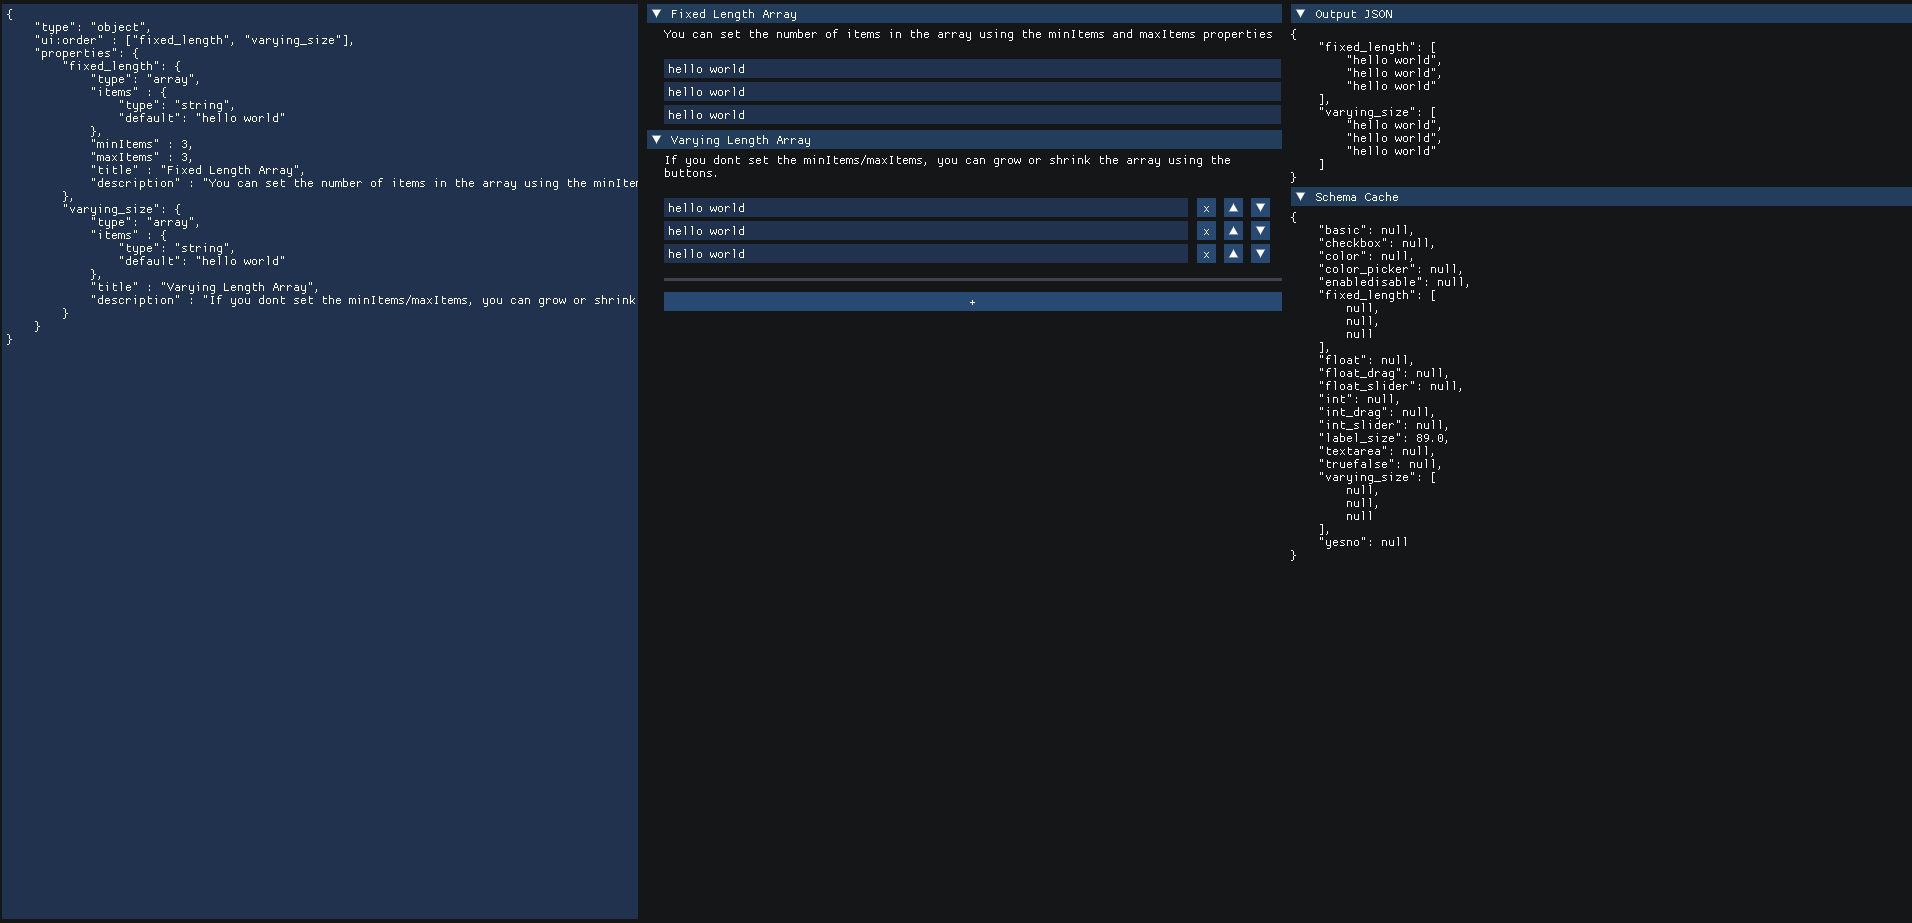 {
    "type": "object",
    "ui:order" : ["fixed_length", "varying_size"],
    "properties": {
        "fixed_length": {
            "type": "array",
            "items" : {
                "type": "string",
                "default": "hello world"
            },
            "minItems" : 3,
            "maxItems" : 3,
            "title" : "Fixed Length Array",
            "description" : "You can set the number of items in the array using the minIte
        },
        "varying_size": {
            "type": "array",
            "items" : {
                "type": "string",
                "default": "hello world"
            },
            "title" : "Varying Length Array",
            "description" : "If you dont set the minItems/maxItems, you can grow or shrink
        }
    }
}
▼ Fixed Length Array
You can set the number of items in the array using the minItems and maxItems properties
hello world
hello world
hello world
▼ Varying Length Array
If you dont set the minItems/maxItems, you can grow or shrink the array using the
buttons.
hello world x ▲ ▼
hello world x ▲ ▼
hello world x ▲ ▼
+
▼ Output JSON
{
    "fixed_length": [
        "hello world",
        "hello world",
        "hello world"
    ],
    "varying_size": [
        "hello world",
        "hello world",
        "hello world"
    ]
}
▼ Schema Cache
{
    "basic": null,
    "checkbox": null,
    "color": null,
    "color_picker": null,
    "enabledisable": null,
    "fixed_length": [
        null,
        null,
        null
    ],
    "float": null,
    "float_drag": null,
    "float_slider": null,
    "int": null,
    "int_drag": null,
    "int_slider": null,
    "label_size": 89.0,
    "textarea": null,
    "truefalse": null,
    "varying_size": [
        null,
        null,
        null
    ],
    "yesno": null
}